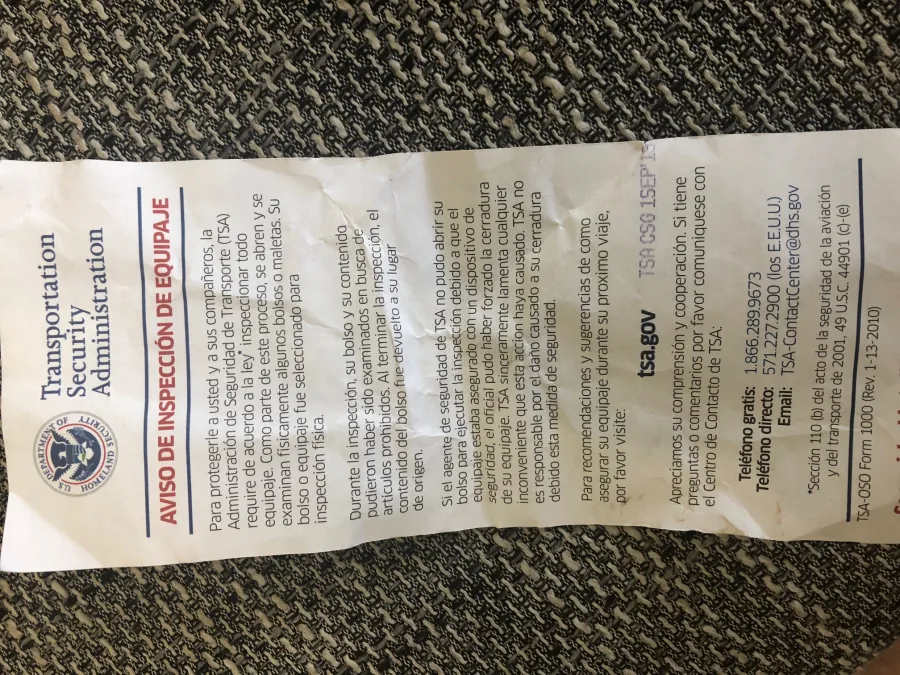 U.S. DEPARTMENT OF HOMELAND SECURITY
Transportation
Security
Administration
AVISO DE INSPECCIÓN DE EQUIPAJE
Para protegerle a usted y a sus compañeros, la
Administración de Seguridad de Transporte (TSA)
require de acuerdo a la ley* inspeccionar todo
equipaje. Como parte de este proceso, se abren y se
examinan físicamente algunos bolsos o maletas. Su
bolso o equipaje fue seleccionado para
inspección física.
Durante la inspección, su bolso y su contenido
pudieron haber sido examinados en busca de
artículos prohibidos. Al terminar la inspección, el
contenido del bolso fue devuelto a su lugar
de origen.
Si el agente de seguridad de TSA no pudo abrir su
bolso para ejecutar la inspección debido a que el
equipaje estaba asegurado con un dispositivo de
seguridad, el oficial pudo haber forzado la cerradura
de su equipaje. TSA sinceramente lamenta cualquier
inconveniente que esta acción haya causado. TSA no
es responsable por el daño causado a su cerradura
debido esta medida de seguridad.
Para recomendaciones y sugerencias de como
asegurar su equipaje durante su proximo viaje,
por favor visite:
tsa.gov TSA CSG 1SEP'19
Apreciamos su comprensión y cooperación. Si tiene
preguntas o comentarios por favor comuniquese con
el Centro de Contacto de TSA:
Teléfono gratis: 1.866.289.9673
Teléfono directo: 571.227.2900 (los E.E.U.U)
Email: TSA-ContactCenter@dhs.gov
*Sección 110 (b) del acto de la seguridad de la aviación
y del transporte de 2001, 49 U.S.C. 44901 (c)-(e)
TSA-OSO Form 1000 (Rev. 1-13-2010)